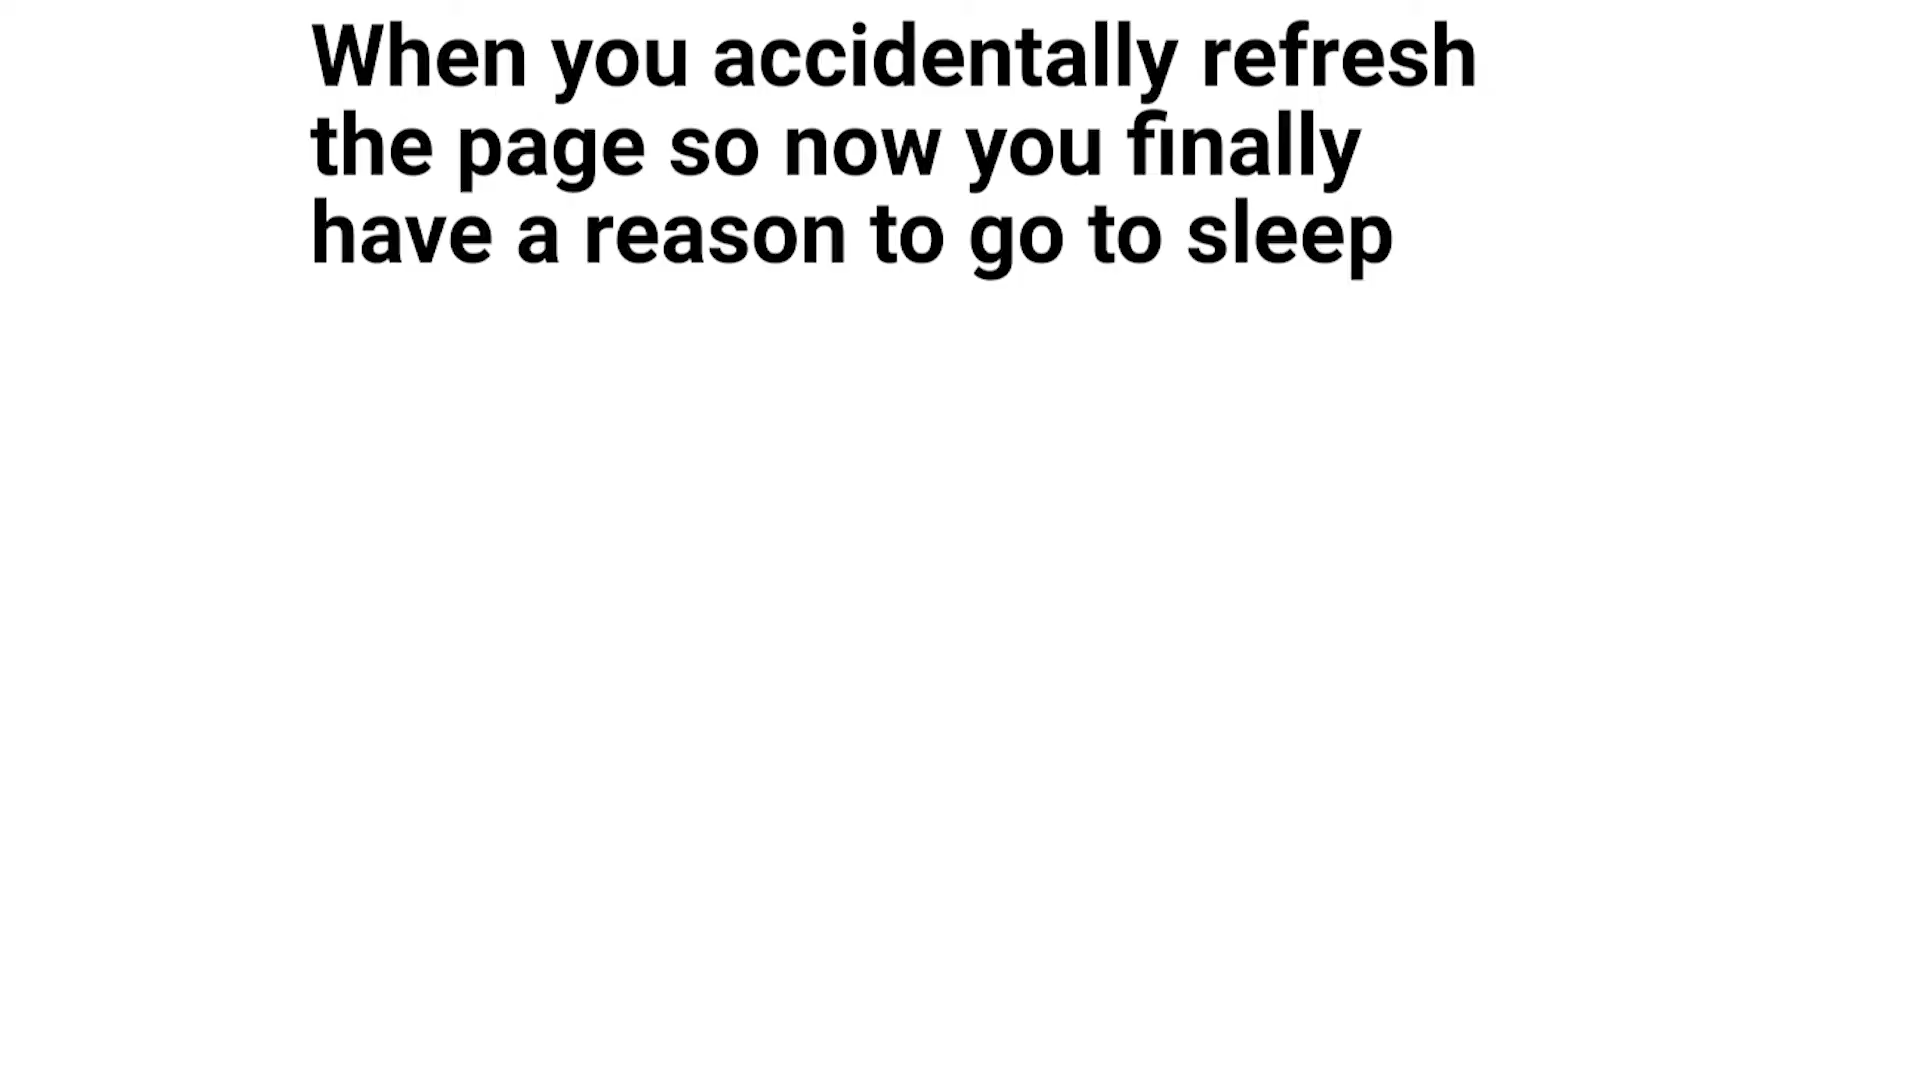 When you accidentally refresh
the page so now you finally
have a reason to go to sleep